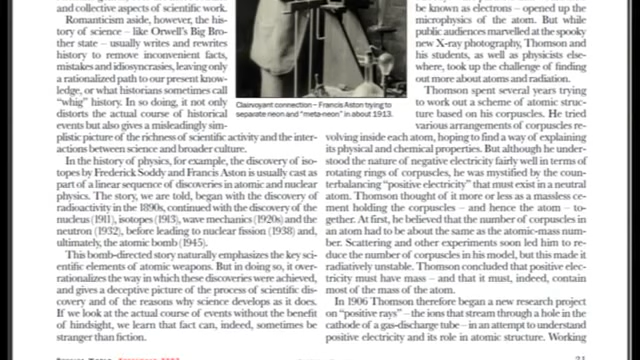 and collective aspects of scientific work.
Romanticism aside, however, the his-
tory of science – like Orwell's Big Bro-
ther state – usually writes and rewrites
history to remove inconvenient facts,
mistakes and idiosyncrasies, leaving only
a rationalized path to our present know-
ledge, or what historians sometimes call
"whig" history. In so doing, it not only
distorts the actual course of historical
events but also gives a misleadingly sim-
plistic picture of the richness of scientific activity and the inter-
actions between science and broader culture.
In the history of physics, for example, the discovery of iso-
topes by Frederick Soddy and Francis Aston is usually cast as
part of a linear sequence of discoveries in atomic and nuclear
physics. The story, we are told, began with the discovery of
radioactivity in the 1890s, continued with the discovery of the
nucleus (1911), isotopes (1913), wave mechanics (1920s) and the
neutron (1932), before leading to nuclear fission (1938) and,
ultimately, the atomic bomb (1945).
This bomb-directed story naturally emphasizes the key sci-
entific elements of atomic weapons. But in doing so, it over-
rationalizes the way in which these discoveries were achieved,
and gives a deceptive picture of the process of scientific dis-
covery and of the reasons why science develops as it does.
If we look at the actual course of events without the benefit
of hindsight, we learn that fact can, indeed, sometimes be
stranger than fiction.
Clairvoyant connection – Francis Aston trying to
separate neon and "meta-neon" in about 1913.
be known as electrons – opened up the
microphysics of the atom. But while
public audiences marvelled at the spooky
new X-ray photography, Thomson and
his students, as well as physicists else-
where, took up the challenge of finding
out more about atoms and radiation.
Thomson spent several years trying
to work out a scheme of atomic struc-
ture based on his corpuscles. He tried
various arrangements of corpuscles re-
volving inside each atom, hoping to find a way of explaining
its physical and chemical properties. But although he under-
stood the nature of negative electricity fairly well in terms of
rotating rings of corpuscles, he was mystified by the coun-
terbalancing "positive electricity" that must exist in a neutral
atom. Thomson thought of it more or less as a massless ce-
ment holding the corpuscles – and hence the atom – to-
gether. At first, he believed that the number of corpuscles in
an atom had to be about the same as the atomic-mass num-
ber. Scattering and other experiments soon led him to re-
duce the number of corpuscles in his model, but this made it
radiatively unstable. Thomson concluded that positive elec-
tricity must have mass – and that it must, indeed, contain
most of the mass of the atom.
In 1906 Thomson therefore began a new research project
on "positive rays" – the ions that stream through a hole in the
cathode of a gas-discharge tube – in an attempt to understand
positive electricity and its role in atomic structure. Working